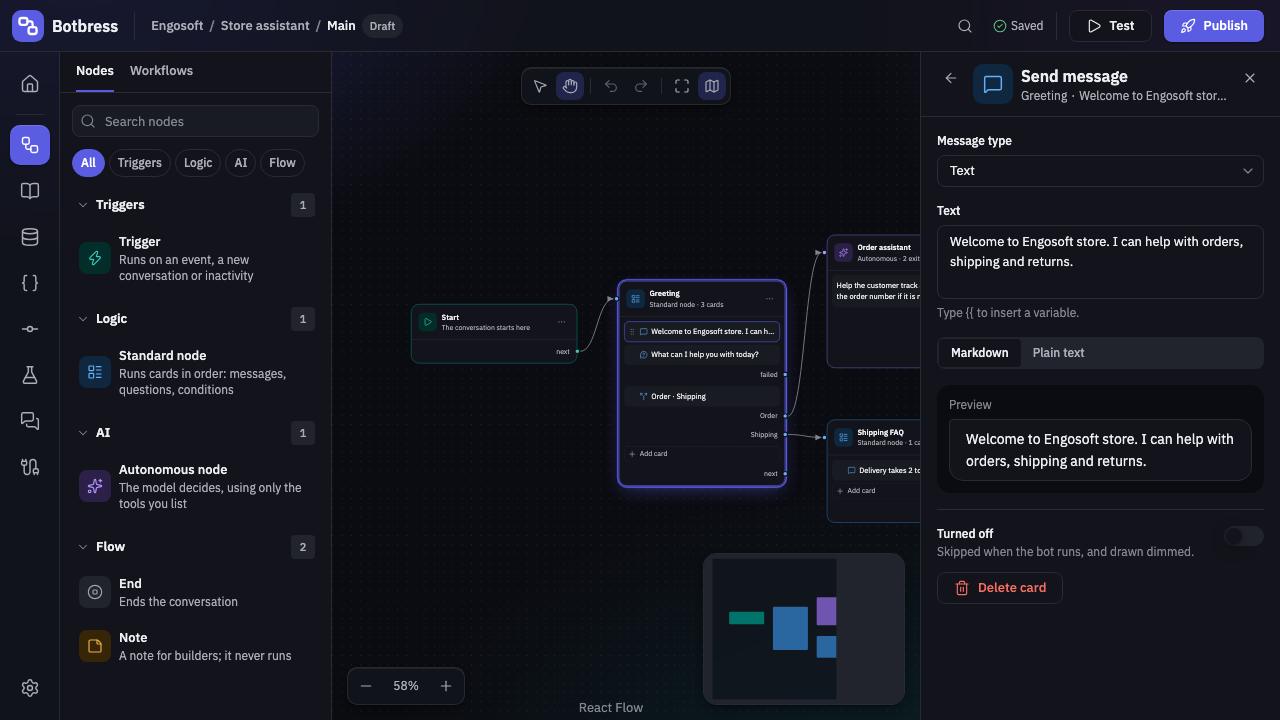 Botbress
Engosoft / Store assistant / Main Draft
Saved
Test
Publish
Nodes
Workflows
Search nodes
All
Triggers
Logic
AI
Flow
Triggers 1
Trigger
Runs on an event, a new
conversation or inactivity
Logic 1
Standard node
Runs cards in order: messages,
questions, conditions
AI 1
Autonomous node
The model decides, using only the
tools you list
Flow 2
End
Ends the conversation
Note
A note for builders; it never runs
Start
The conversation starts here
next
Greeting
Standard node · 3 cards
Welcome to Engosoft store. I can h...
What can I help you with today?
failed
Order · Shipping
Order
Shipping
Add card
next
Order assistant
Autonomous · 2 exit
Help the customer track
the order number if it is r
Shipping FAQ
Standard node · 1 ca
Delivery takes 2 to
Add card
58%
React Flow
Send message
Greeting · Welcome to Engosoft stor...
Message type
Text
Text
Welcome to Engosoft store. I can help with orders,
shipping and returns.
Type {{ to insert a variable.
Markdown
Plain text
Preview
Welcome to Engosoft store. I can help with
orders, shipping and returns.
Turned off
Skipped when the bot runs, and drawn dimmed.
Delete card